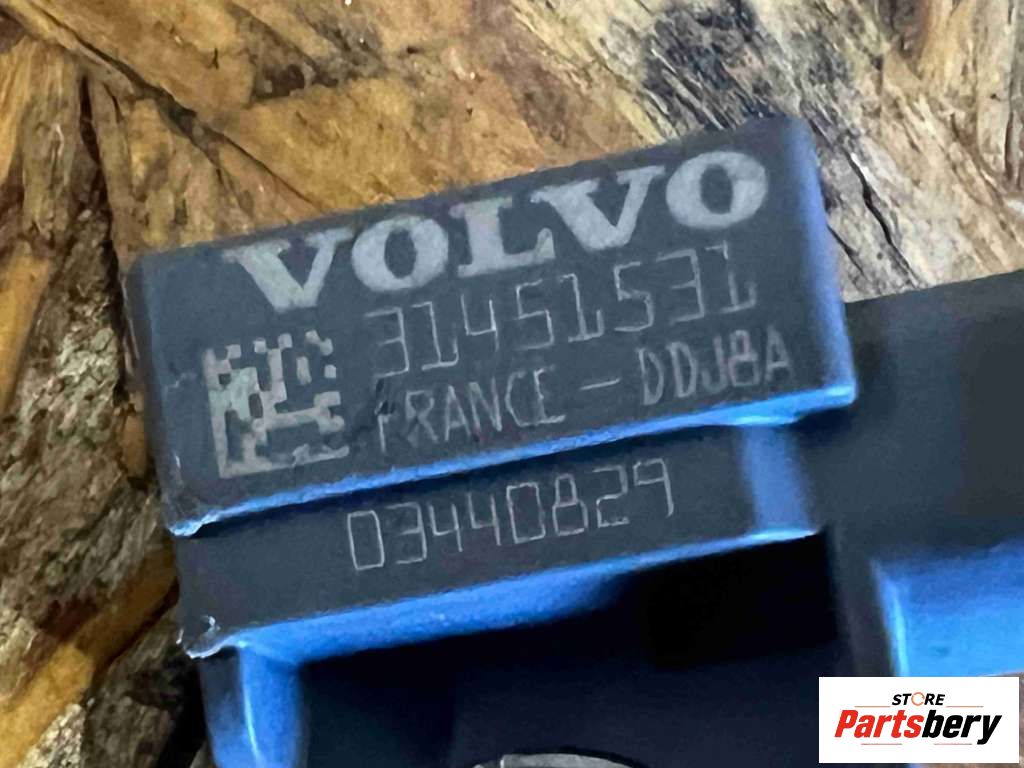 VOLVO
31451531
FRANCE - DDJ8A
03440829
STORE
Partsbery